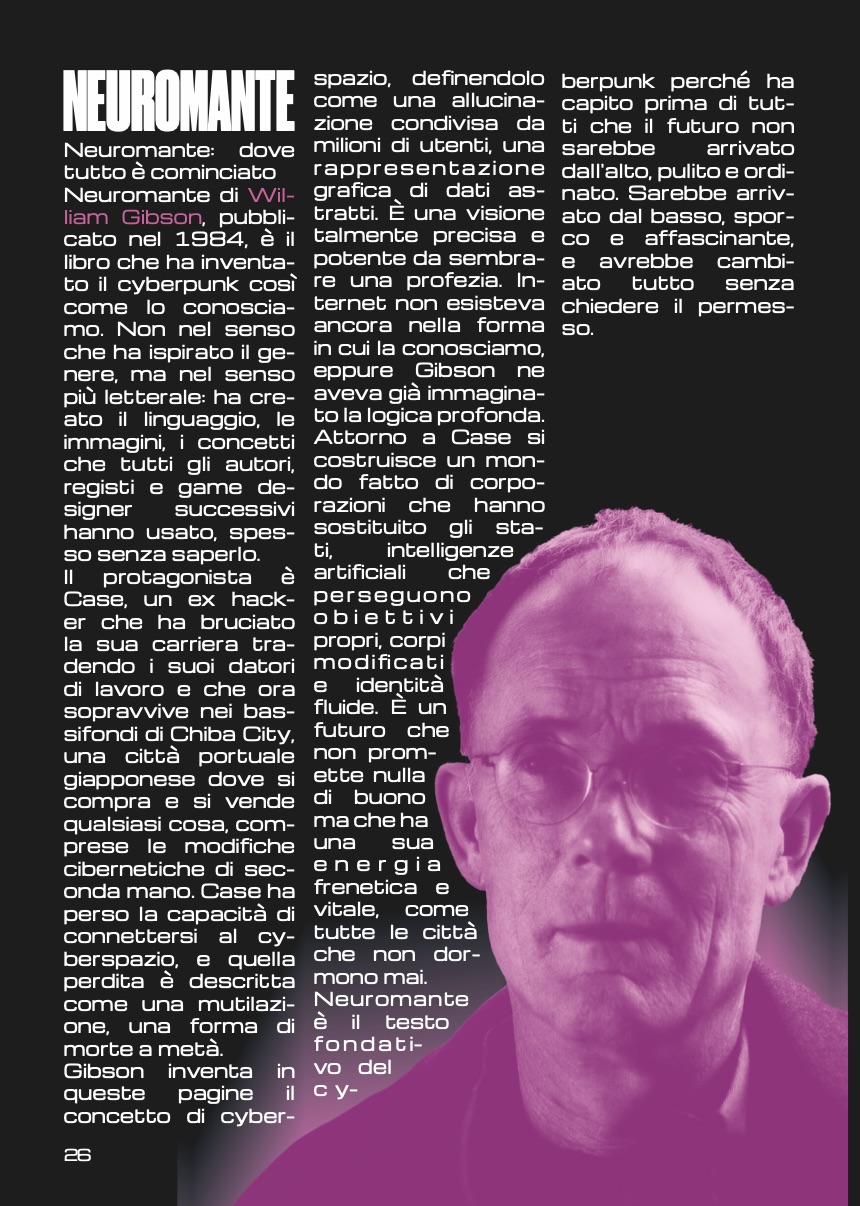 NEUROMANTE
Neuromante: dove
tutto è cominciato
Neuromante di Wil-
liam Gibson, pubbli-
cato nel 1984, è il
libro che ha inventa-
to il cyberpunk così
come lo conoscia-
mo. Non nel senso
che ha ispirato il ge-
nere, ma nel senso
più letterale: ha cre-
ato il linguaggio, le
immagini, i concetti
che tutti gli autori,
registi e game de-
signer successivi
hanno usato, spes-
so senza saperlo.
Il protagonista è
Case, un ex hack-
er che ha bruciato
la sua carriera tra-
dendo i suoi datori
di lavoro e che ora
sopravvive nei bas-
sifondi di Chiba City,
una città portuale
giapponese dove si
compra e si vende
qualsiasi cosa, com-
prese le modifiche
cibernetiche di sec-
onda mano. Case ha
perso la capacità di
connettersi al cy-
berspazio, e quella
perdita è descritta
come una mutilazi-
one, una forma di
morte a metà.
Gibson inventa in
queste pagine il
concetto di cyber-
spazio, definendolo
come una allucina-
zione condivisa da
milioni di utenti, una
rappresentazione
grafica di dati as-
tratti. È una visione
talmente precisa e
potente da sembra-
re una profezia. In-
ternet non esisteva
ancora nella forma
in cui la conosciamo,
eppure Gibson ne
aveva già immagina-
to la logica profonda.
Attorno a Case si
costruisce un mon-
do fatto di corpo-
razioni che hanno
sostituito gli sta-
ti, intelligenze
artificiali che
perseguono
obiettivi
propri, corpi
modificati
e identità
fluide. È un
futuro che
non prom-
ette nulla
di buono
ma che ha
una sua
energia
frenetica e
vitale, come
tutte le città
che non dor-
mono mai.
Neuromante
è il testo
fondati-
vo del
cy-
berpunk perché ha
capito prima di tut-
ti che il futuro non
sarebbe arrivato
dall'alto, pulito e ordi-
nato. Sarebbe arriv-
ato dal basso, spor-
co e affascinante,
e avrebbe cambi-
ato tutto senza
chiedere il permes-
so.
26